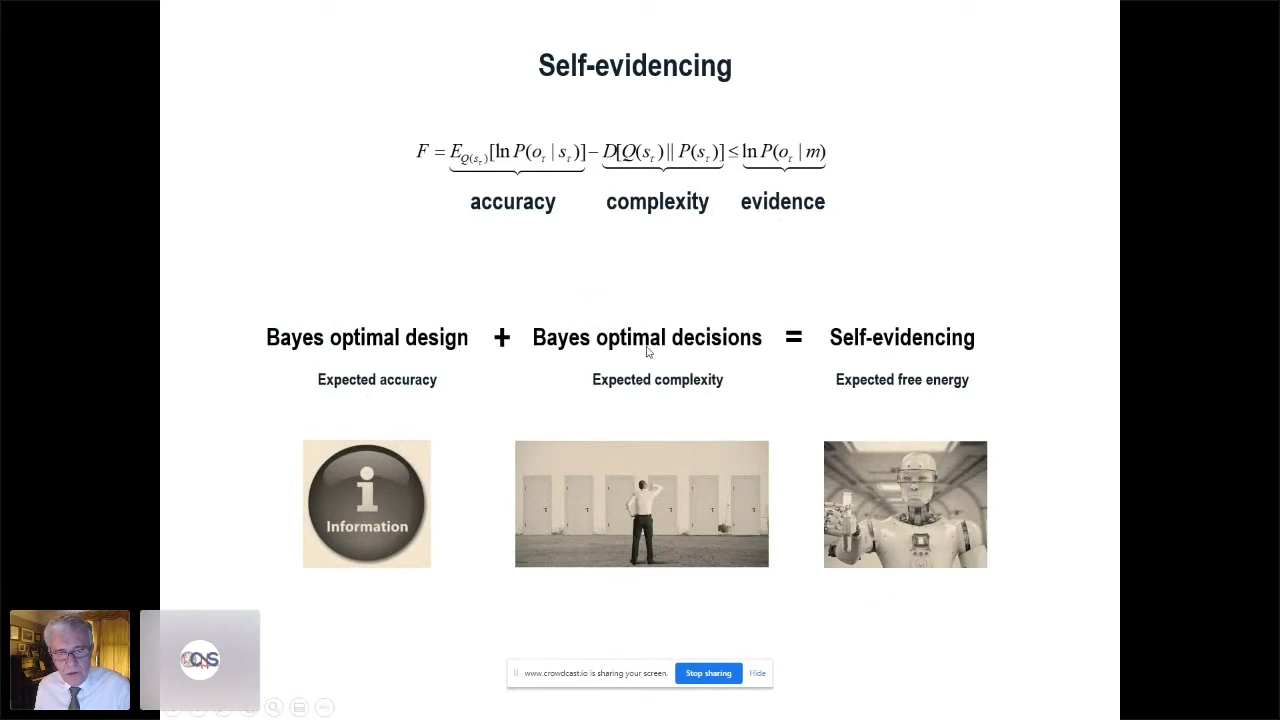 Self-evidencing
F = E_{Q(s_τ)}[ln P(o_τ | s_τ)] − D[Q(s_τ) || P(s_τ)] ≤ ln P(o_τ | m)
accuracy complexity evidence
Bayes optimal design + Bayes optimal decisions = Self-evidencing
Expected accuracy Expected complexity Expected free energy
i
Information
CNS
www.crowdcast.io is sharing your screen. Stop sharing Hide